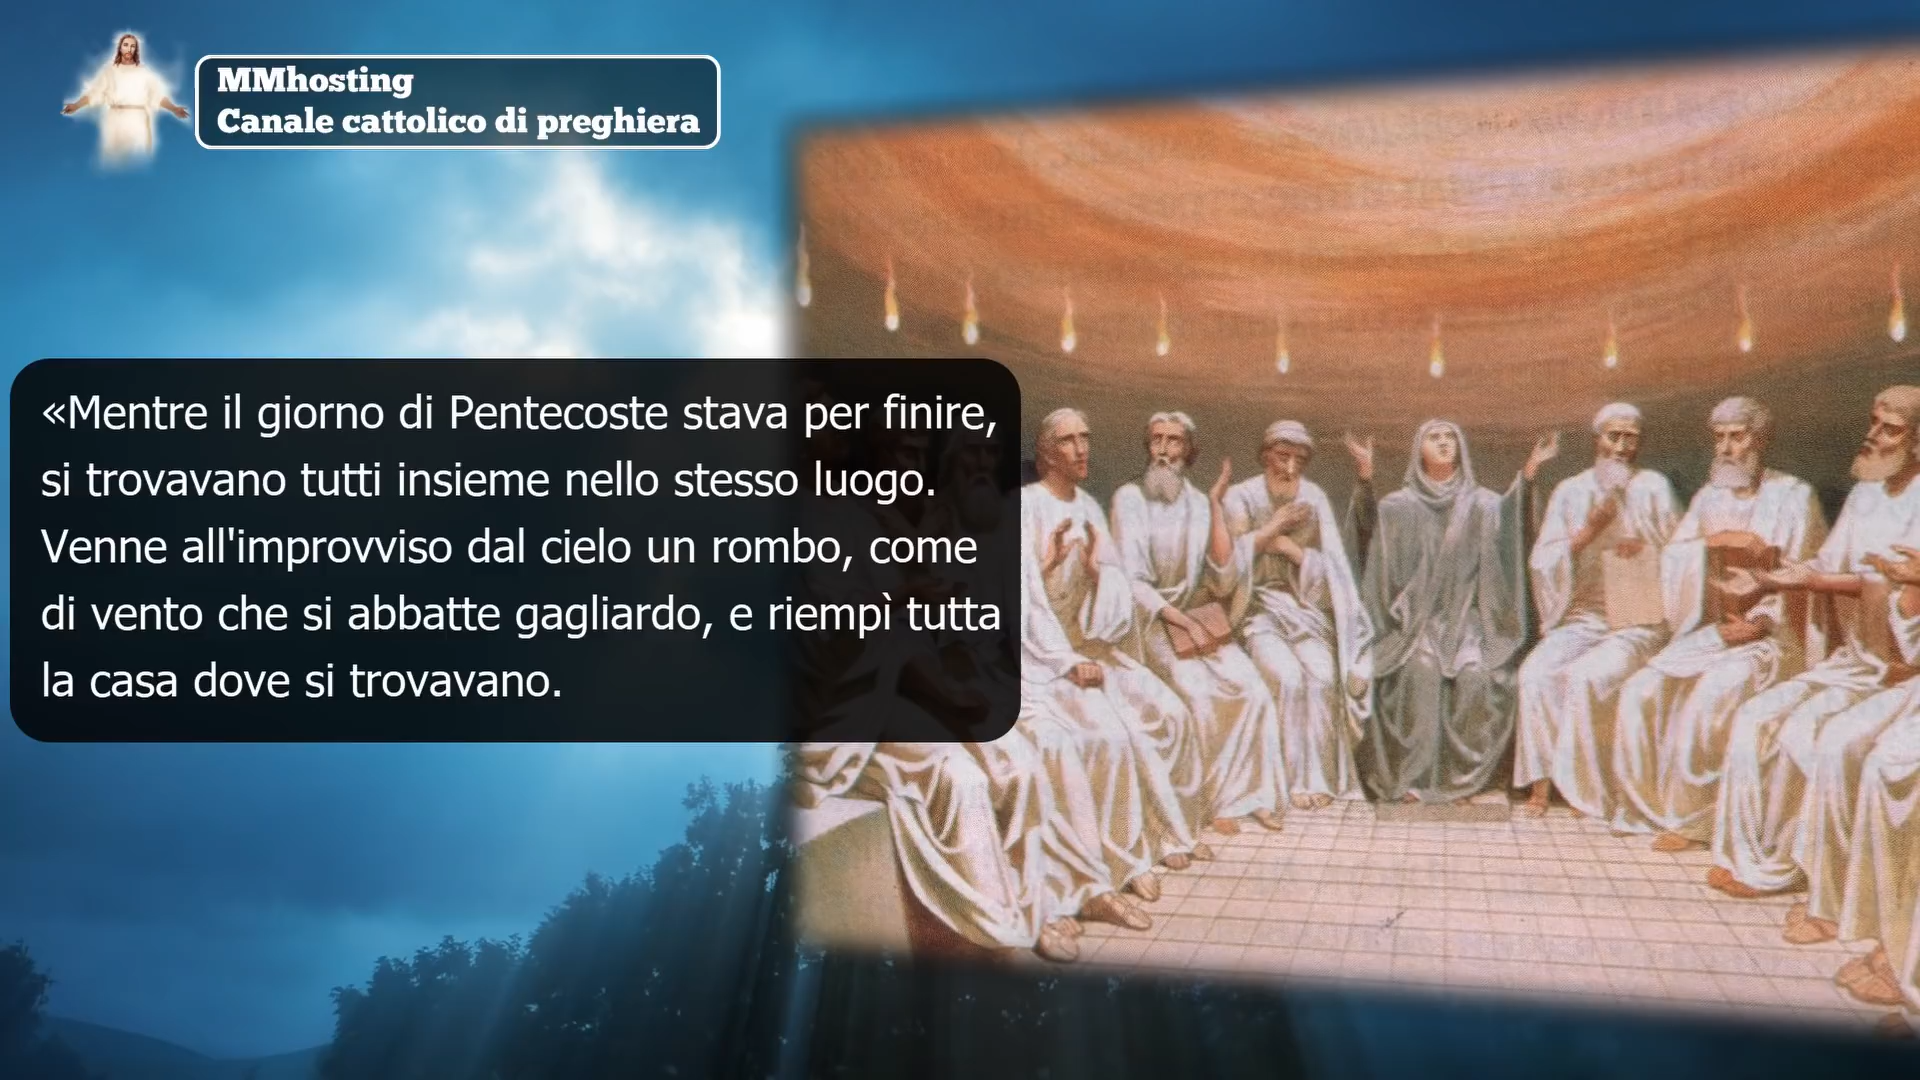 MMhosting
Canale cattolico di preghiera
«Mentre il giorno di Pentecoste stava per finire,
si trovavano tutti insieme nello stesso luogo.
Venne all'improvviso dal cielo un rombo, come
di vento che si abbatte gagliardo, e riempì tutta
la casa dove si trovavano.